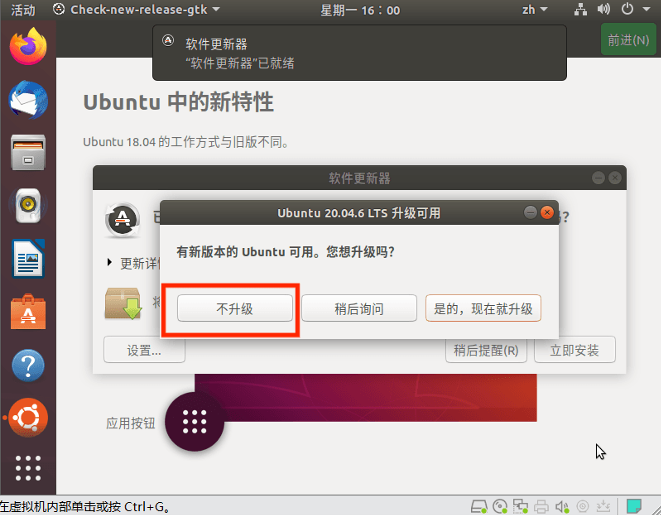 活动
Check-new-release-gtk
星期一 16：00
zh
前进(N)
软件更新器
“软件更新器”已就绪
Ubuntu 中的新特性
Ubuntu 18.04 的工作方式与旧版不同。
软件更新器
Ubuntu 20.04.6 LTS 升级可用
有新版本的 Ubuntu 可用。您想升级吗?
更新详
不升级
稍后询问
是的，现在就升级
将
设置...
稍后提醒(R)
立即安装
应用按钮
在虚拟机内部单击或按 Ctrl+G。